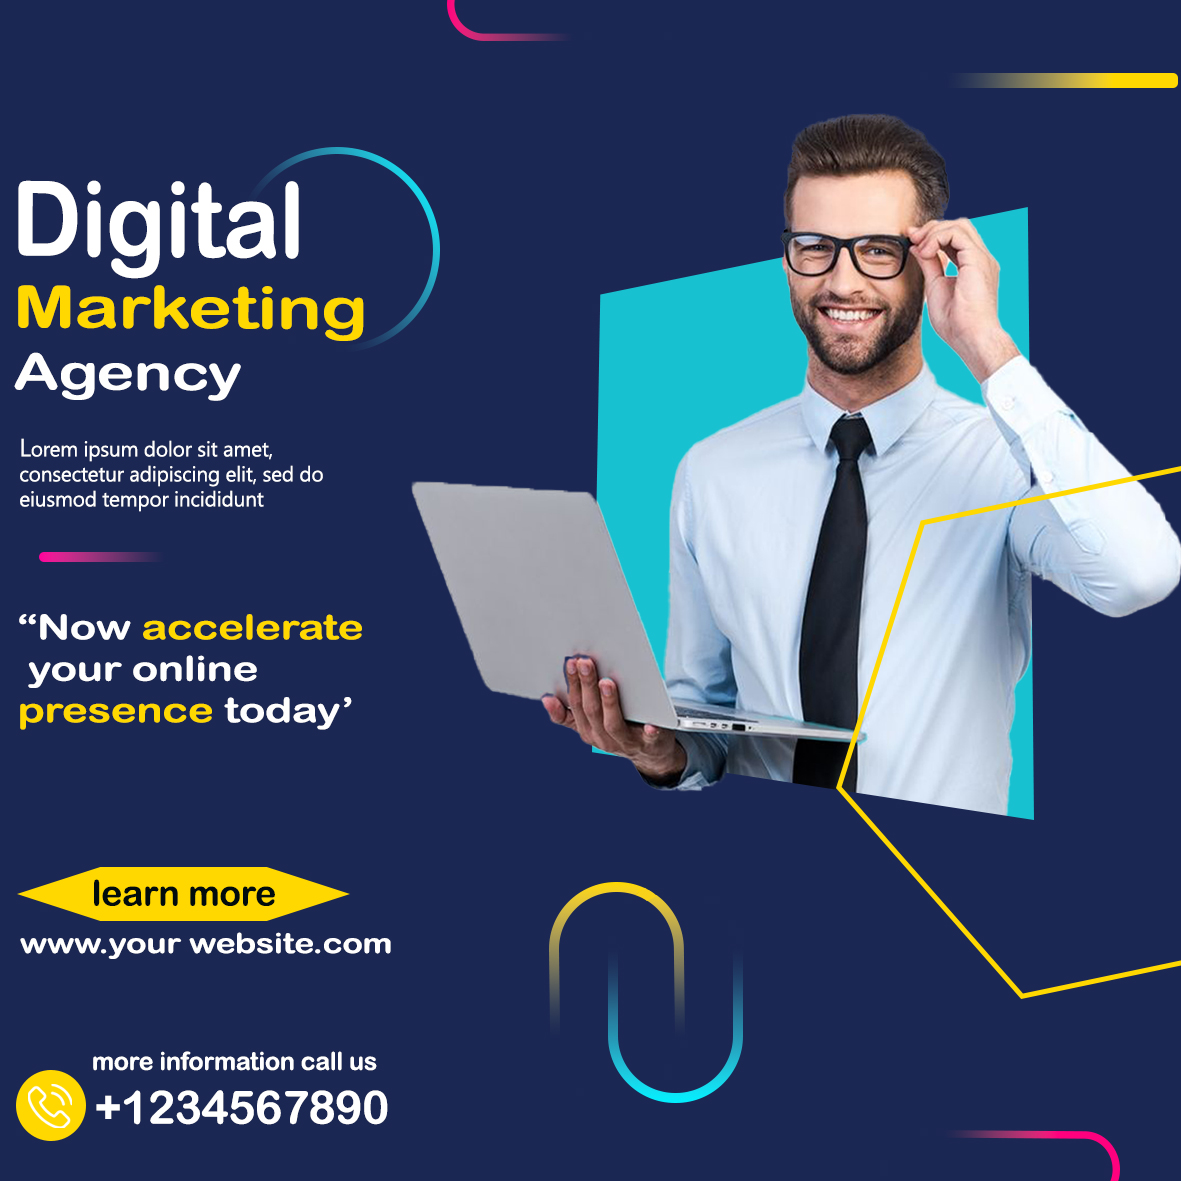 Digital
Marketing
Agency
Lorem ipsum dolor sit amet,
consectetur adipiscing elit, sed do
eiusmod tempor incididunt
“Now accelerate
your online
presence today’
learn more
www.your website.com
more information call us
+1234567890